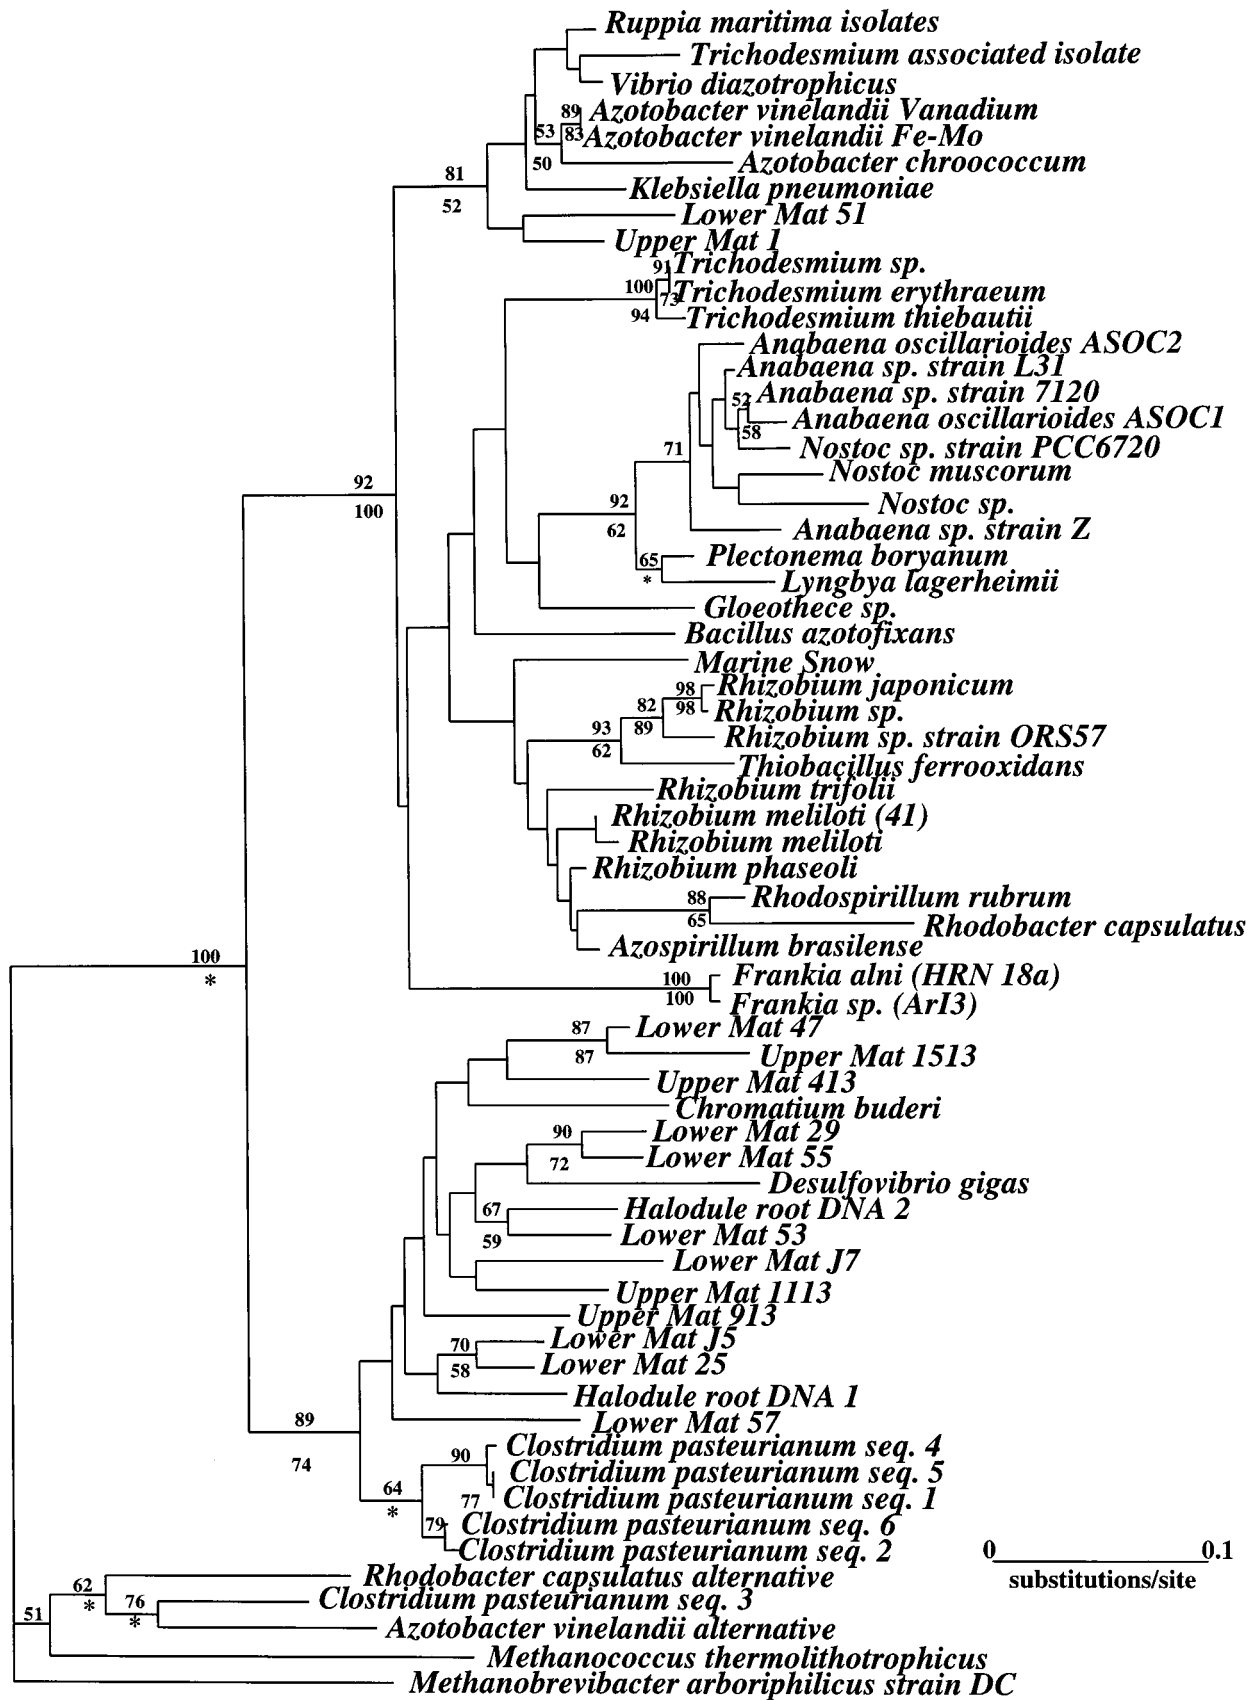 Ruppia maritima isolates
Trichodesmium associated isolate
Vibrio diazotrophicus
89 Azotobacter vinelandii Vanadium
53 83 Azotobacter vinelandii Fe-Mo
50 Azotobacter chroococcum
81 Klebsiella pneumoniae
52 Lower Mat 51
Upper Mat 1
91 Trichodesmium sp.
100 73 Trichodesmium erythraeum
94 Trichodesmium thiebautii
Anabaena oscillarioides ASOC2
Anabaena sp. strain L31
52 Anabaena sp. strain 7120
Anabaena oscillarioides ASOC1
58
71 Nostoc sp. strain PCC6720
Nostoc muscorum
92
92 Nostoc sp.
100
62 Anabaena sp. strain Z
65 Plectonema boryanum
* Lyngbya lagerheimii
Gloeothece sp.
Bacillus azotofixans
Marine Snow
98 Rhizobium japonicum
82 98 Rhizobium sp.
93 89 Rhizobium sp. strain ORS57
62 Thiobacillus ferrooxidans
Rhizobium trifolii
Rhizobium meliloti (41)
Rhizobium meliloti
Rhizobium phaseoli
88 Rhodospirillum rubrum
65 Rhodobacter capsulatus
Azospirillum brasilense
100
* 100 Frankia alni (HRN 18a)
100 Frankia sp. (ArI3)
87 Lower Mat 47
87 Upper Mat 1513
Upper Mat 413
Chromatium buderi
90 Lower Mat 29
72 Lower Mat 55
Desulfovibrio gigas
67 Halodule root DNA 2
59 Lower Mat 53
Lower Mat J7
Upper Mat 1113
Upper Mat 913
70 Lower Mat J5
58 Lower Mat 25
Halodule root DNA 1
89 Lower Mat 57
90 Clostridium pasteurianum seq. 4
74 Clostridium pasteurianum seq. 5
64 77 Clostridium pasteurianum seq. 1
* 79 Clostridium pasteurianum seq. 6
Clostridium pasteurianum seq. 2
0 0.1
substitutions/site
62 Rhodobacter capsulatus alternative
* 76 Clostridium pasteurianum seq. 3
51 * Azotobacter vinelandii alternative
Methanococcus thermolithotrophicus
Methanobrevibacter arboriphilicus strain DC